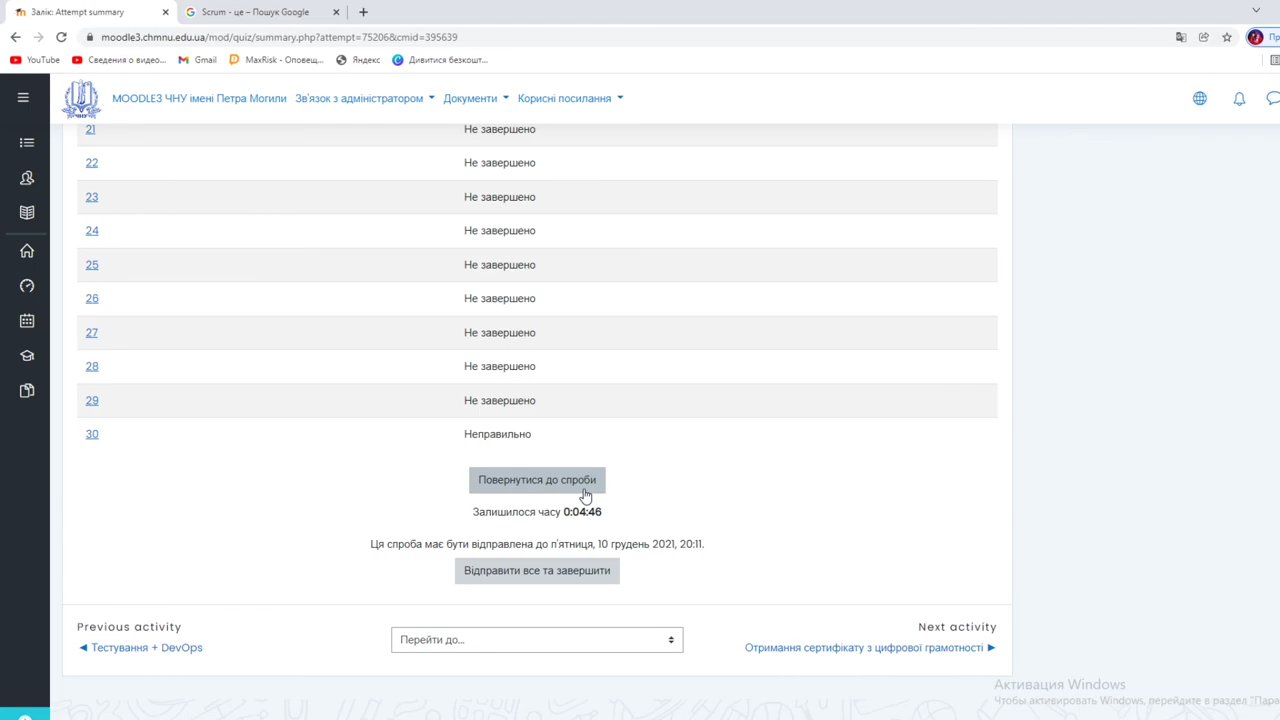 Залік: Attempt summary
Scrum - це – Пошук Google
moodle3.chmnu.edu.ua/mod/quiz/summary.php?attempt=75206&cmid=395639
YouTube
Сведения о видео...
Gmail
MaxRisk - Оповещ...
Яндекс
Дивитися безкошт...
MOODLE3 ЧНУ імені Петра Могили
Зв'язок з адміністратором
Документи
Корисні посилання
21 Не завершено
22 Не завершено
23 Не завершено
24 Не завершено
25 Не завершено
26 Не завершено
27 Не завершено
28 Не завершено
29 Не завершено
30 Неправильно
Повернутися до спроби
Залишилося часу 0:04:46
Ця спроба має бути відправлена до п'ятниця, 10 грудень 2021, 20:11.
Відправити все та завершити
Previous activity
Next activity
◄ Тестування + DevOps
Перейти до...
Отримання сертифікату з цифрової грамотності ►
Активация Windows
Чтобы активировать Windows, перейдите в раздел "Пара